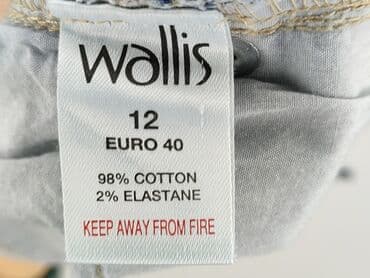 wallis
12
EURO 40
98% COTTON
2% ELASTANE
KEEP AWAY FROM FIRE